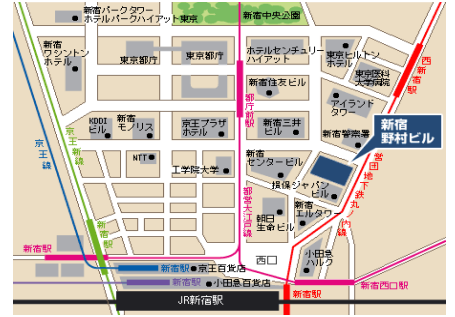 新宿パークタワー
ホテルパークハイアット東京
新宿中央公園
新宿
ワシントン
ホテル
東京都庁
東京都庁
ホテルセンチュリー
ハイアット
東京ヒルトン
ホテル
東京医科
大学病院
西新宿駅
新宿住友ビル
都庁前駅
アイランド
タワー
KDDI
ビル
新宿
モノリス
京王プラザ
ホテル
新宿三井
ビル
新宿警察署
新宿
野村ビル
京王線
京王新線
NTT
工学院大学
新宿
センタービル
損保ジャパン
ビル
営団地下鉄丸ノ内線
都営大江戸線
朝日
生命ビル
新宿
エルタワー
新宿駅
西口
小田急
ハルク
新宿駅
新宿駅
京王百貨店
新宿駅
小田急百貨店
新宿駅
新宿西口駅
JR新宿駅